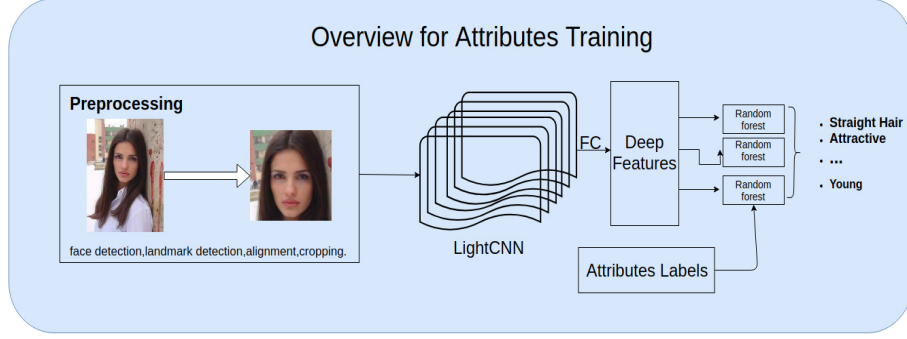 Overview for Attributes Training
Preprocessing
face detection,landmark detection,alignment,cropping.
LightCNN
FC
Deep
Features
Random
forest
Random
forest
Random
forest
Attributes Labels
• Straight Hair
• Attractive
• ...
• Young